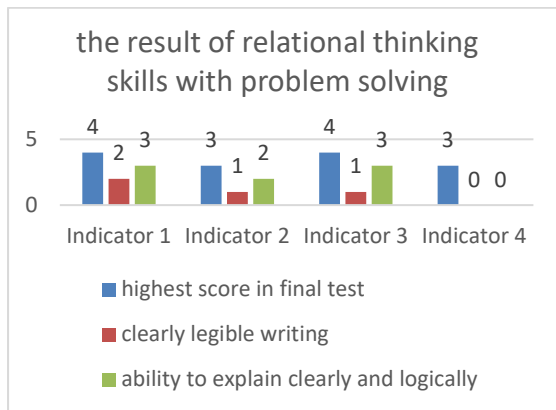 the result of relational thinking
skills with problem solving
4 2 3 3 1 2 4 1 3 3 0 0
5
0
Indicator 1 Indicator 2 Indicator 3 Indicator 4
highest score in final test
clearly legible writing
ability to explain clearly and logically